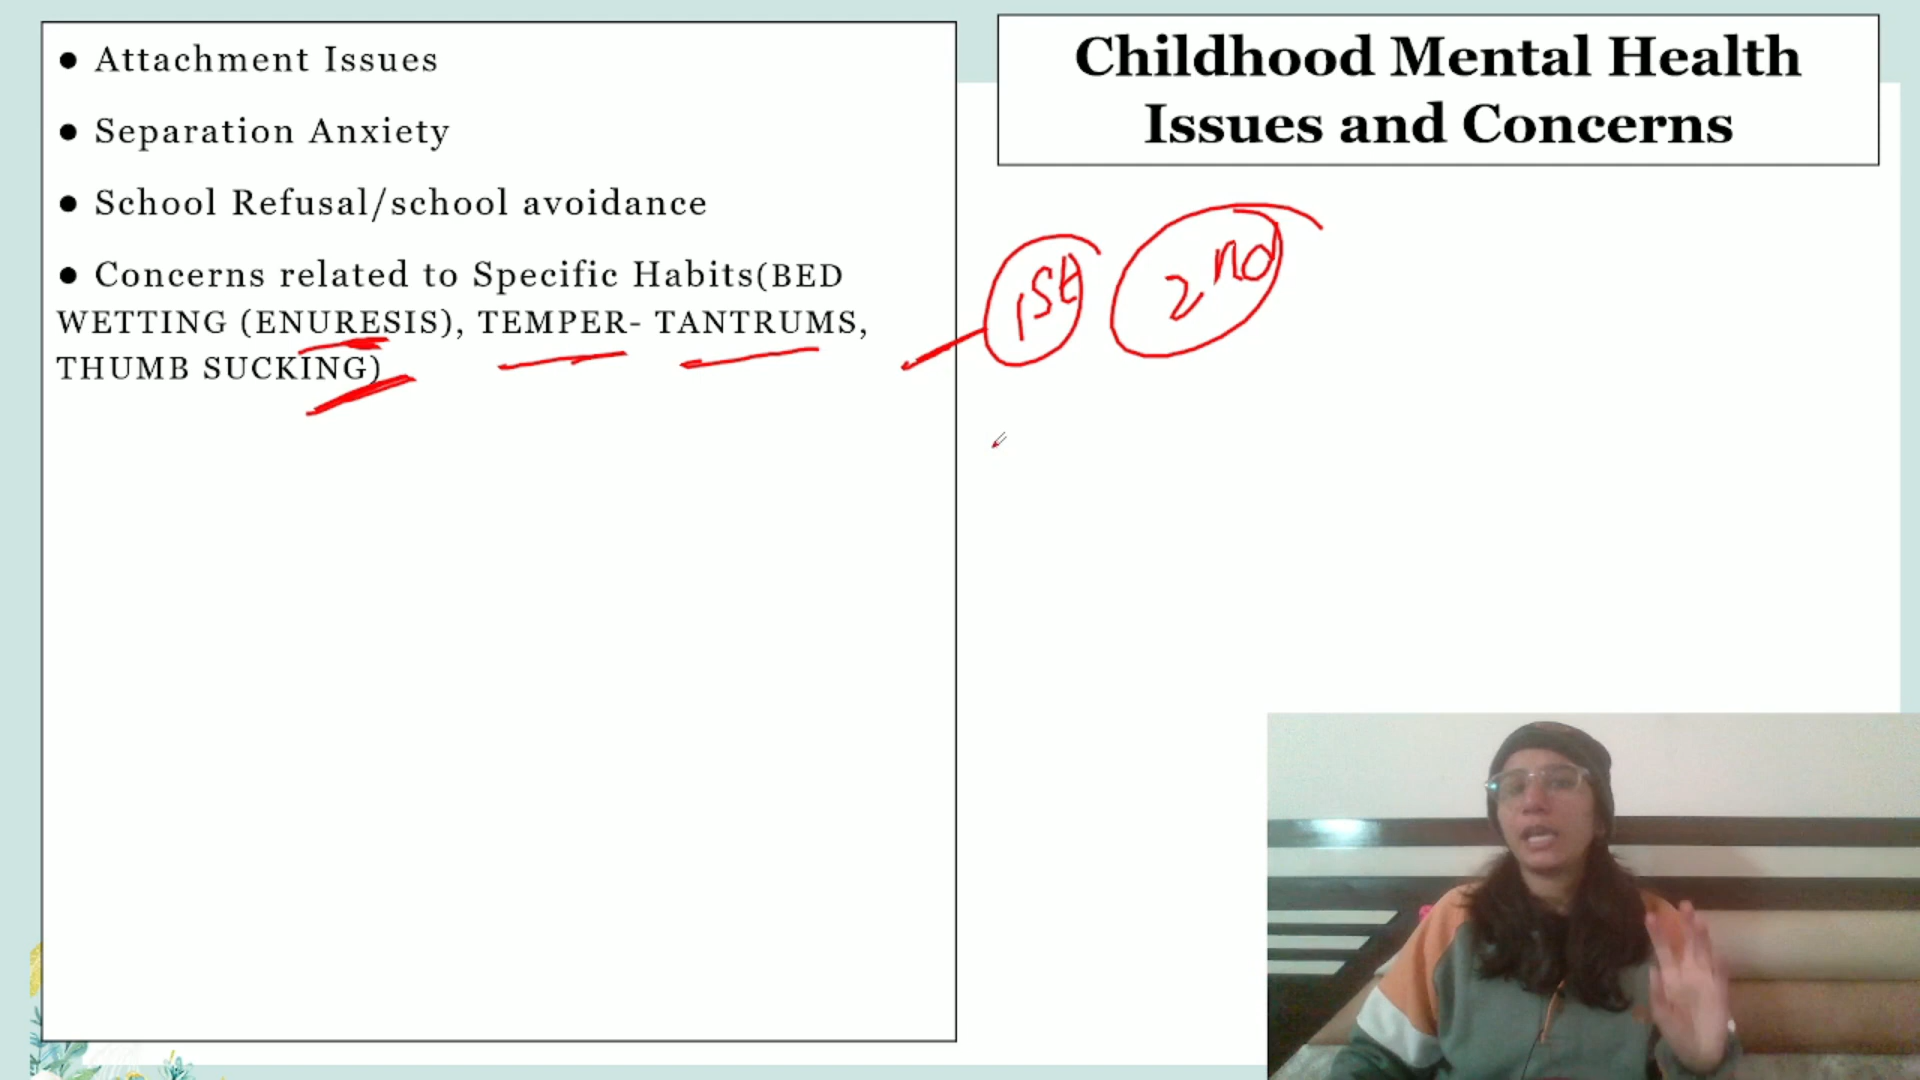 ● Attachment Issues
● Separation Anxiety
● School Refusal/school avoidance
● Concerns related to Specific Habits(BED
WETTING (ENURESIS), TEMPER- TANTRUMS,
THUMB SUCKING)
Childhood Mental Health
Issues and Concerns
1st 2nd